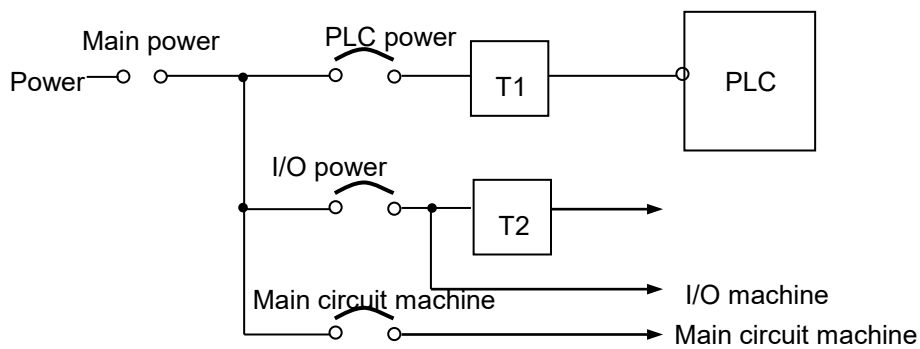 Main power
PLC power
Power
T1
PLC
I/O power
T2
Main circuit machine
I/O machine
Main circuit machine